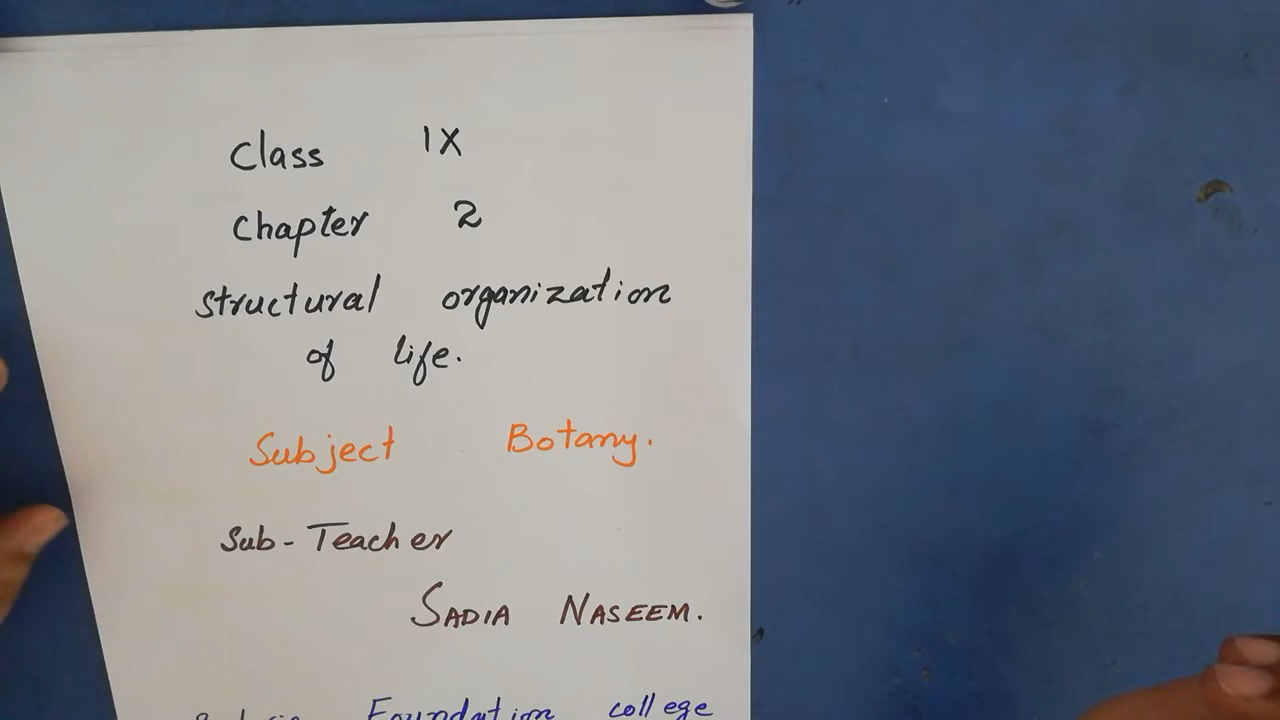 Class IX
Chapter 2
Structural organization
of life.
Subject Botany.
Sub-Teacher
SADIA NASEEM.
Foundation college